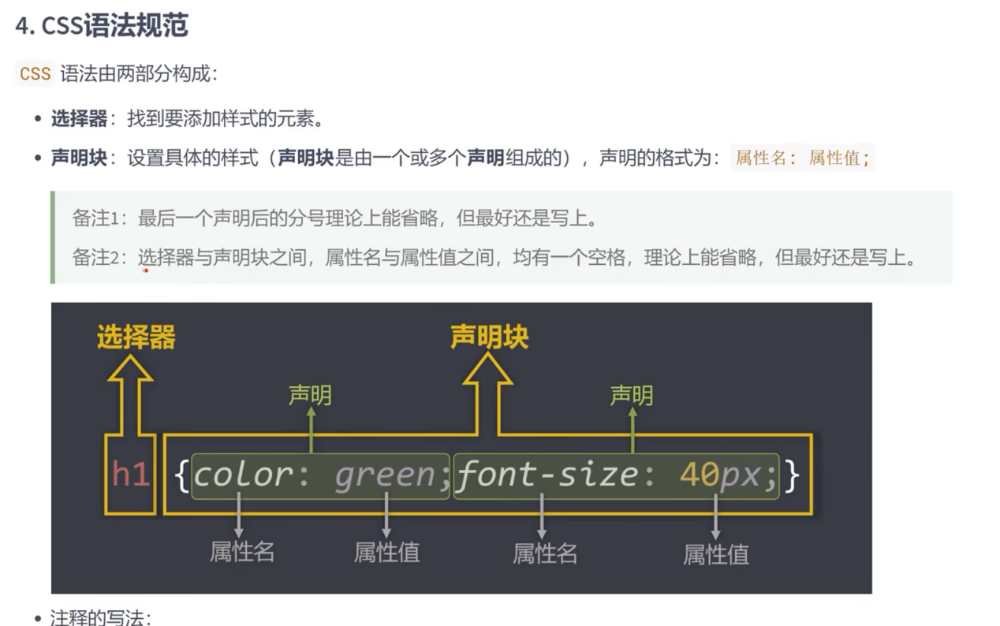 4. CSS语法规范
CSS 语法由两部分构成：
• 选择器：找到要添加样式的元素。
• 声明块：设置具体的样式（声明块是由一个或多个声明组成的），声明的格式为：属性名: 属性值;
备注1：最后一个声明后的分号理论上能省略，但最好还是写上。
备注2：选择器与声明块之间，属性名与属性值之间，均有一个空格，理论上能省略，但最好还是写上。
选择器 声明块
声明 声明
h1 {color: green;font-size: 40px;}
属性名 属性值 属性名 属性值
• 注释的写法：